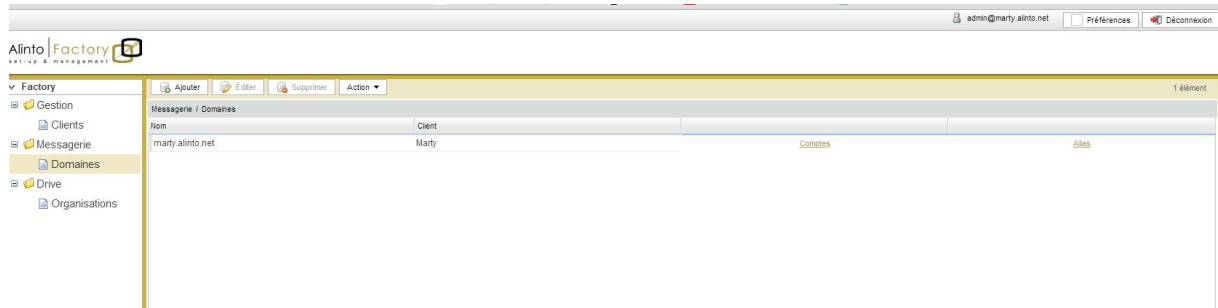 admin@marty.alinto.net Préférences Déconnexion
Alinto Factory
set-up & management
Factory
Ajouter Éditer Supprimer Action 1 élément
Gestion
Messagerie / Domaines
Clients
Nom Client
Messagerie
marty.alinto.net Marty Comptes Alias
Domaines
Drive
Organisations